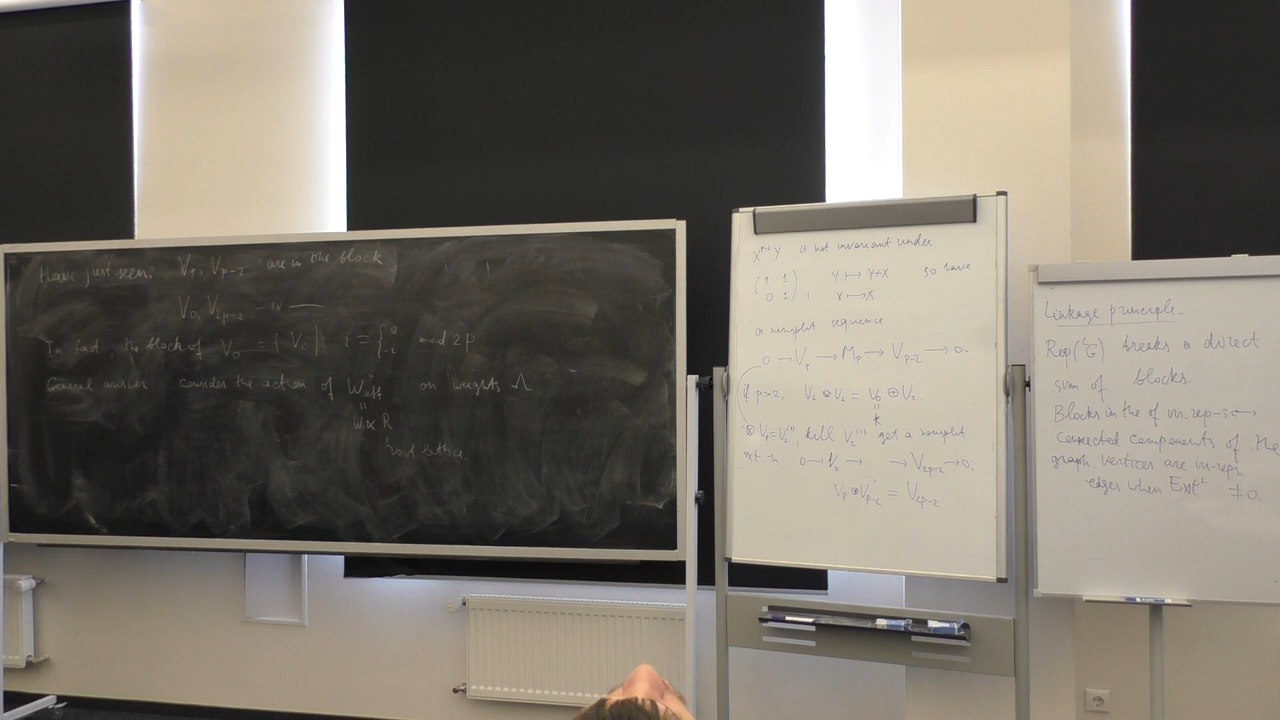 Have just seen: V_p, V_{p-2} are in the block
V_0, V_{2p-2} —"—
In fact, the block of V_0 = { V_i | i = { 0 -2 mod 2p
General answer consider the action of W_aff on weights Λ
"
W ⋉ R
root lattice
X^{p-1}Y is not invariant under
( 1 1 Y ↦ Y+X so have
0 1 ) , X ↦ X
a nonsplit sequence
0 → V_p → M_p → V_{p-2} → 0.
if p>2, V_1 ⊗ V_1 = V_0 ⊕ V_2.
"
k
⊗ V_p = V_1^{(1)}, kill V_2^{(1)} get a nonsplit
ext-n 0 → V_0 → → V_{2p-2} → 0.
V_p ⊗ V_{p-2} = V_{2p-2}
Linkage principle.
Rep(G) breaks a direct
sum of blocks.
Blocks in the of irr. rep-s ↔
connected components of the
graph, vertices are irr-rep
edges when Ext^1 ≠ 0.